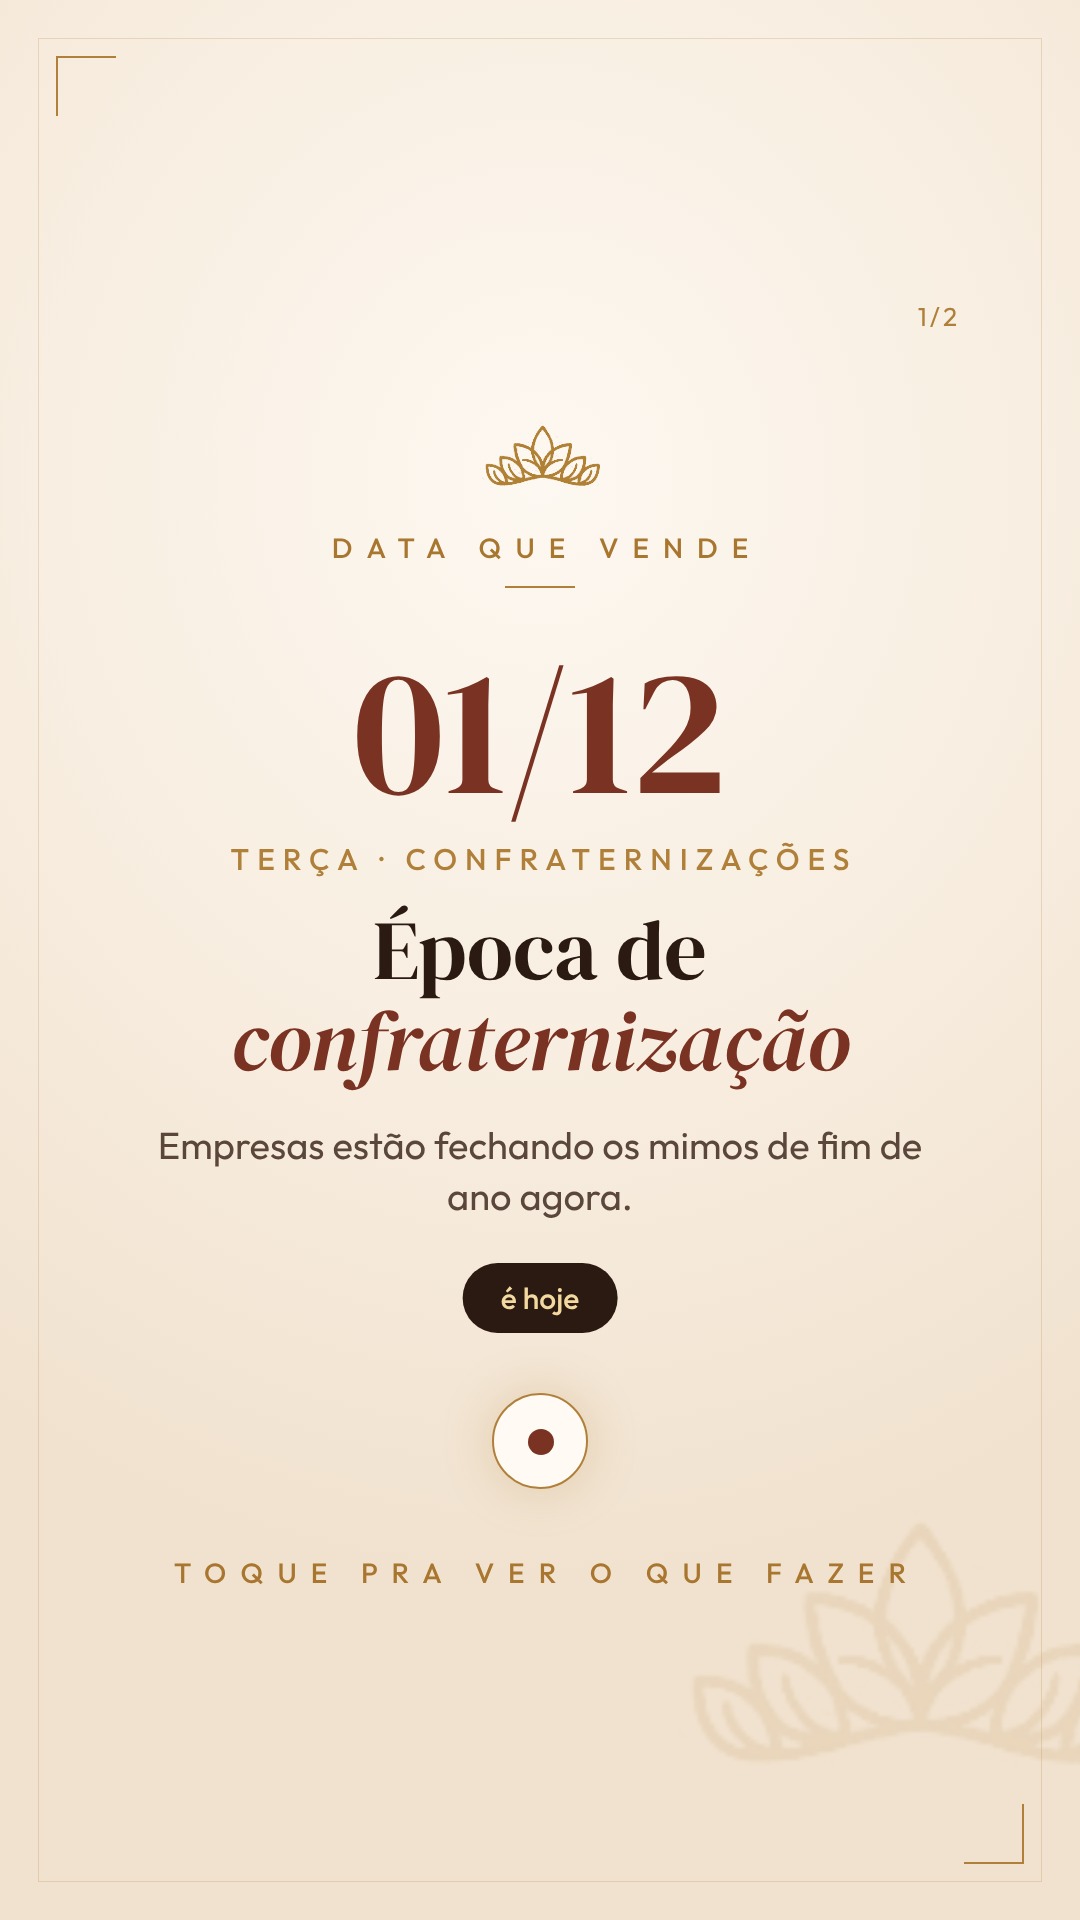 1/2
DATA QUE VENDE
01/12
TERÇA · CONFRATERNIZAÇÕES
Época de
confraternização
Empresas estão fechando os mimos de fim de
ano agora.
é hoje
TOQUE PRA VER O QUE FAZER